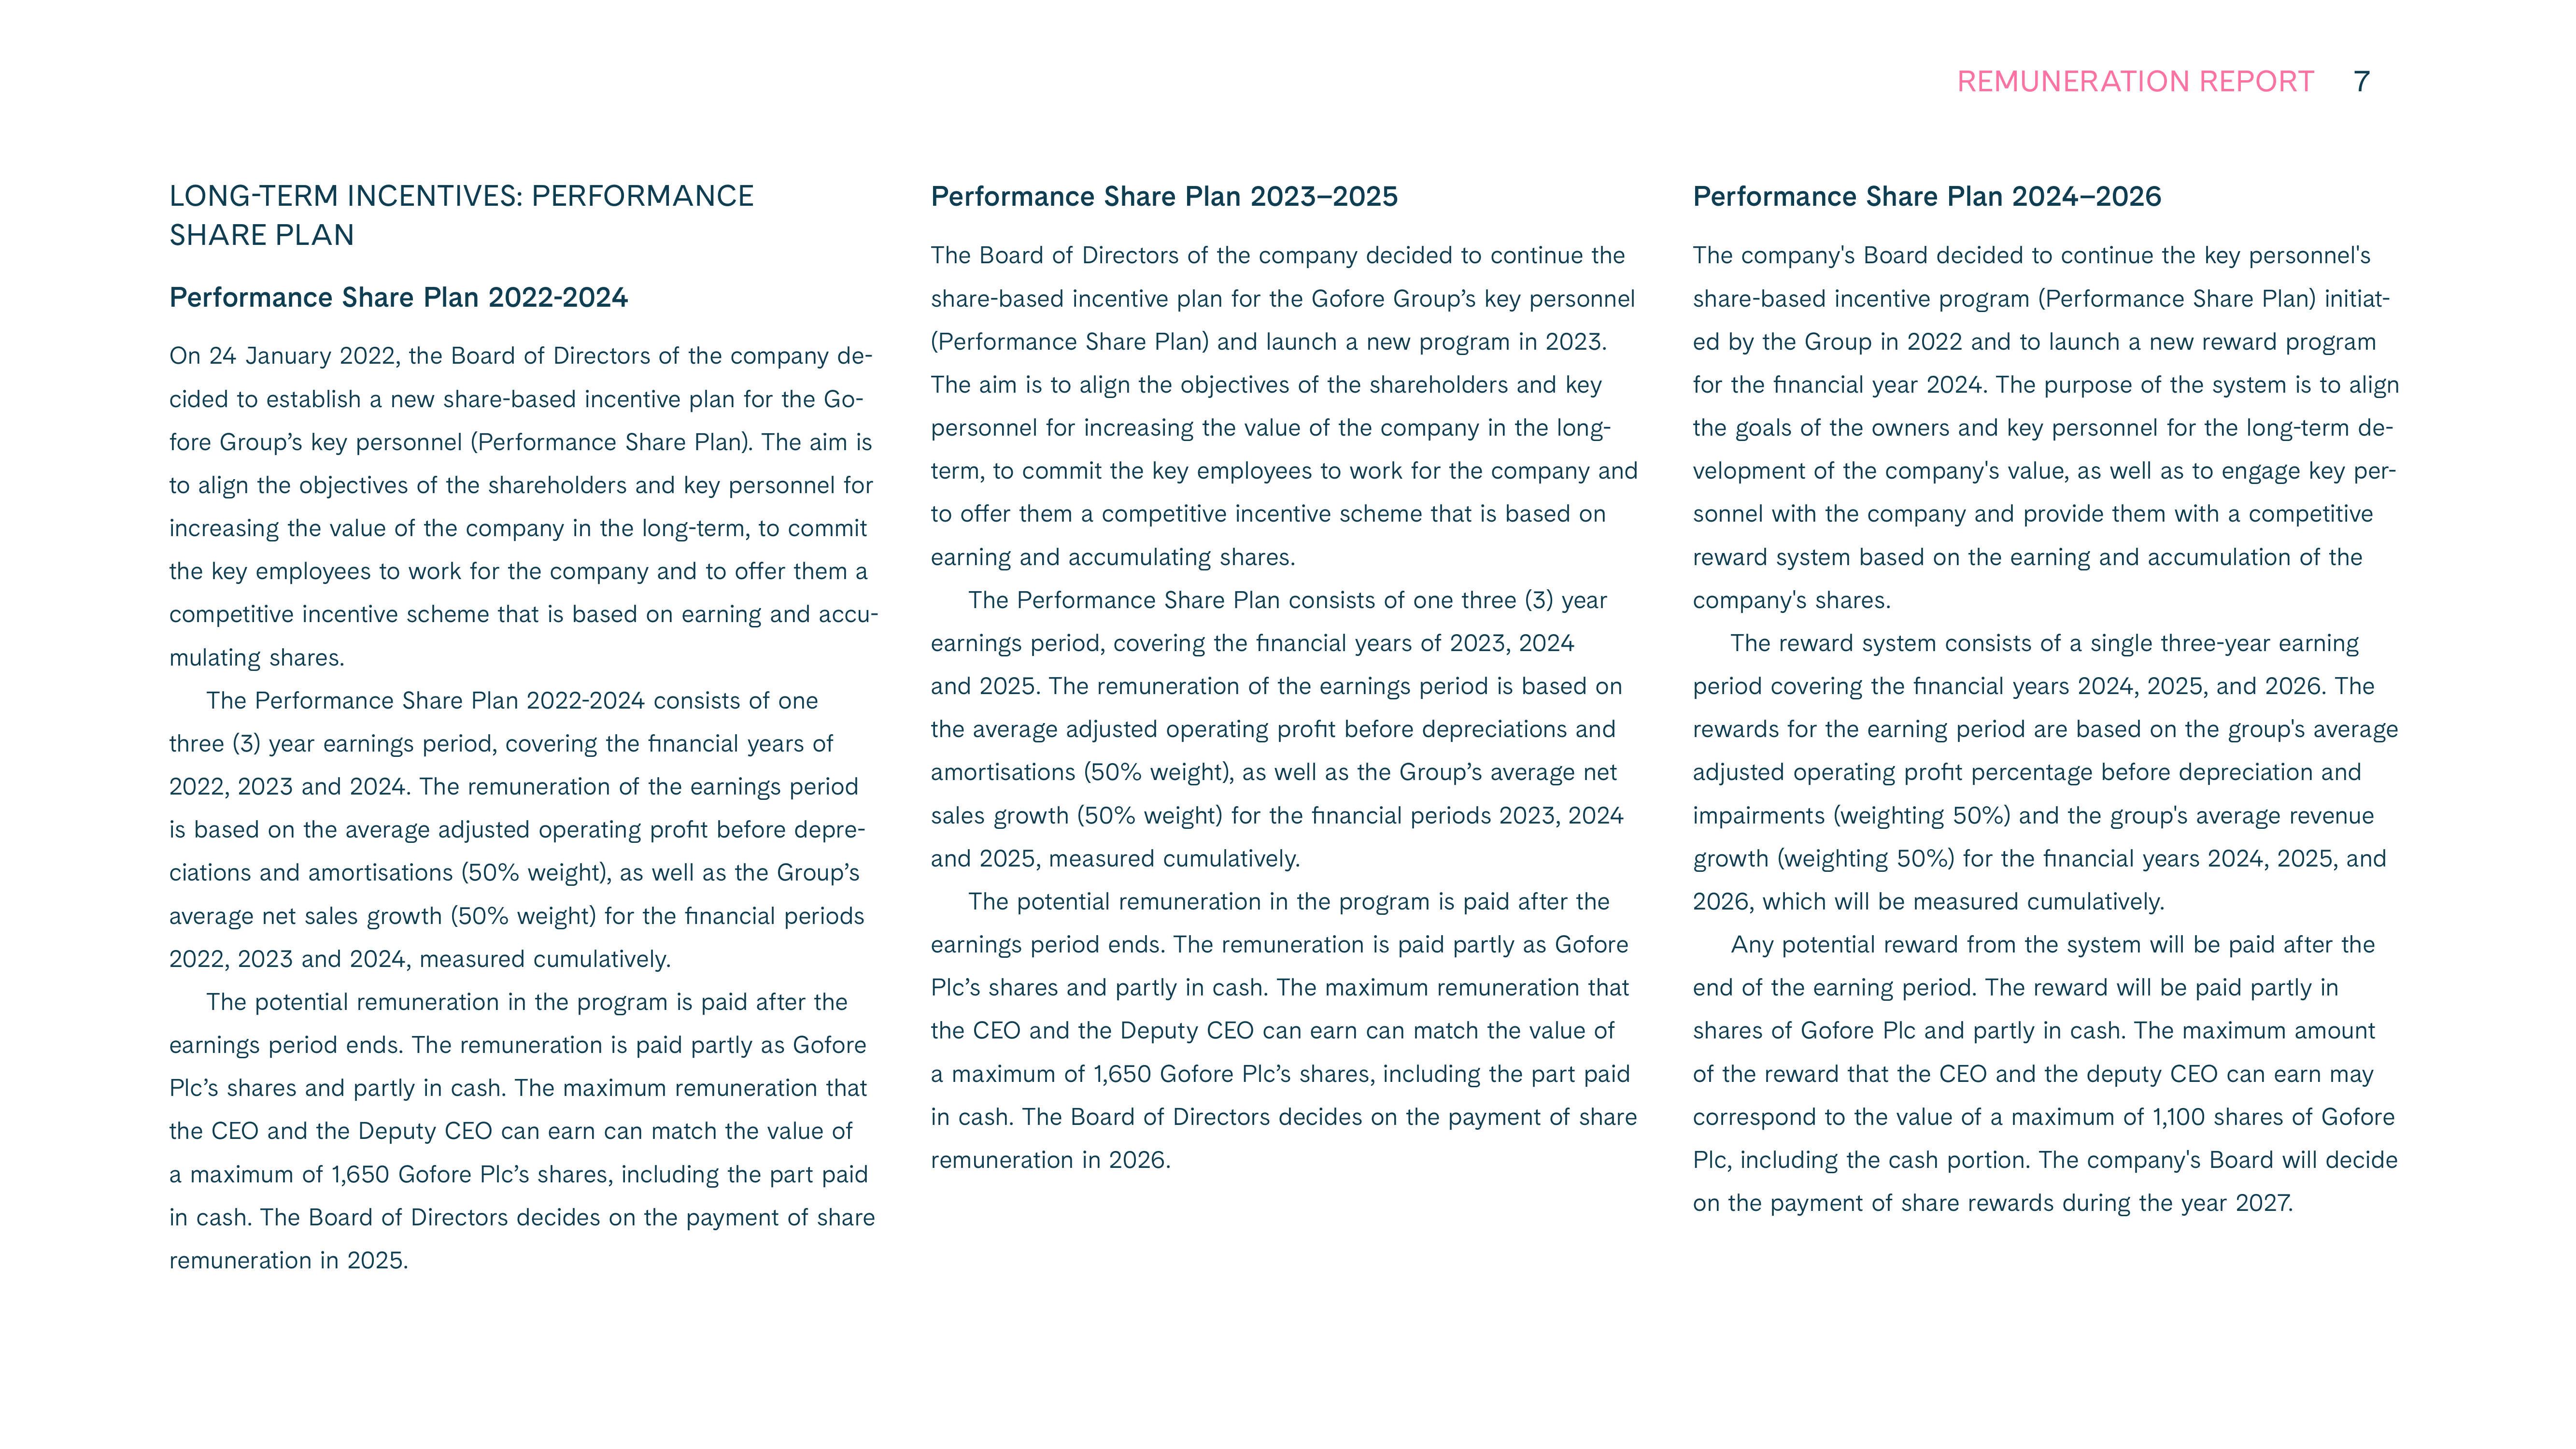 REMUNERATION REPORT 7
LONG-TERM INCENTIVES: PERFORMANCE
SHARE PLAN
Performance Share Plan 2022-2024
On 24 January 2022, the Board of Directors of the company de-
cided to establish a new share-based incentive plan for the Go-
fore Group’s key personnel (Performance Share Plan). The aim is
to align the objectives of the shareholders and key personnel for
increasing the value of the company in the long-term, to commit
the key employees to work for the company and to offer them a
competitive incentive scheme that is based on earning and accu-
mulating shares.
The Performance Share Plan 2022-2024 consists of one
three (3) year earnings period, covering the financial years of
2022, 2023 and 2024. The remuneration of the earnings period
is based on the average adjusted operating profit before depre-
ciations and amortisations (50% weight), as well as the Group’s
average net sales growth (50% weight) for the financial periods
2022, 2023 and 2024, measured cumulatively.
The potential remuneration in the program is paid after the
earnings period ends. The remuneration is paid partly as Gofore
Plc’s shares and partly in cash. The maximum remuneration that
the CEO and the Deputy CEO can earn can match the value of
a maximum of 1,650 Gofore Plc’s shares, including the part paid
in cash. The Board of Directors decides on the payment of share
remuneration in 2025.
Performance Share Plan 2023–2025
The Board of Directors of the company decided to continue the
share-based incentive plan for the Gofore Group’s key personnel
(Performance Share Plan) and launch a new program in 2023.
The aim is to align the objectives of the shareholders and key
personnel for increasing the value of the company in the long-
term, to commit the key employees to work for the company and
to offer them a competitive incentive scheme that is based on
earning and accumulating shares.
The Performance Share Plan consists of one three (3) year
earnings period, covering the financial years of 2023, 2024
and 2025. The remuneration of the earnings period is based on
the average adjusted operating profit before depreciations and
amortisations (50% weight), as well as the Group’s average net
sales growth (50% weight) for the financial periods 2023, 2024
and 2025, measured cumulatively.
The potential remuneration in the program is paid after the
earnings period ends. The remuneration is paid partly as Gofore
Plc’s shares and partly in cash. The maximum remuneration that
the CEO and the Deputy CEO can earn can match the value of
a maximum of 1,650 Gofore Plc’s shares, including the part paid
in cash. The Board of Directors decides on the payment of share
remuneration in 2026.
Performance Share Plan 2024–2026
The company's Board decided to continue the key personnel's
share-based incentive program (Performance Share Plan) initiat-
ed by the Group in 2022 and to launch a new reward program
for the financial year 2024. The purpose of the system is to align
the goals of the owners and key personnel for the long-term de-
velopment of the company's value, as well as to engage key per-
sonnel with the company and provide them with a competitive
reward system based on the earning and accumulation of the
company's shares.
The reward system consists of a single three-year earning
period covering the financial years 2024, 2025, and 2026. The
rewards for the earning period are based on the group's average
adjusted operating profit percentage before depreciation and
impairments (weighting 50%) and the group's average revenue
growth (weighting 50%) for the financial years 2024, 2025, and
2026, which will be measured cumulatively.
Any potential reward from the system will be paid after the
end of the earning period. The reward will be paid partly in
shares of Gofore Plc and partly in cash. The maximum amount
of the reward that the CEO and the deputy CEO can earn may
correspond to the value of a maximum of 1,100 shares of Gofore
Plc, including the cash portion. The company's Board will decide
on the payment of share rewards during the year 2027.